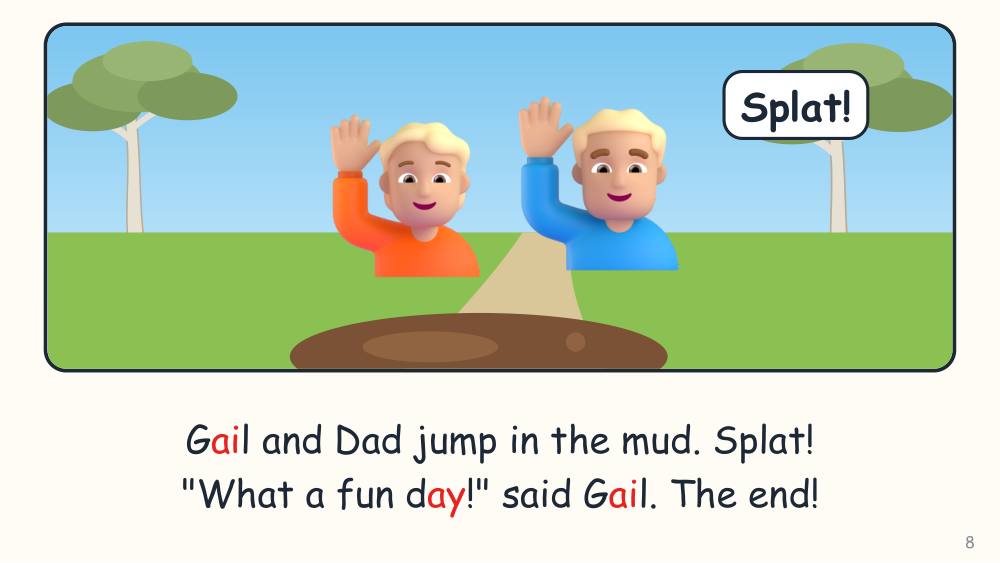 Splat!
Gail and Dad jump in the mud. Splat!
"What a fun day!" said Gail. The end!
8